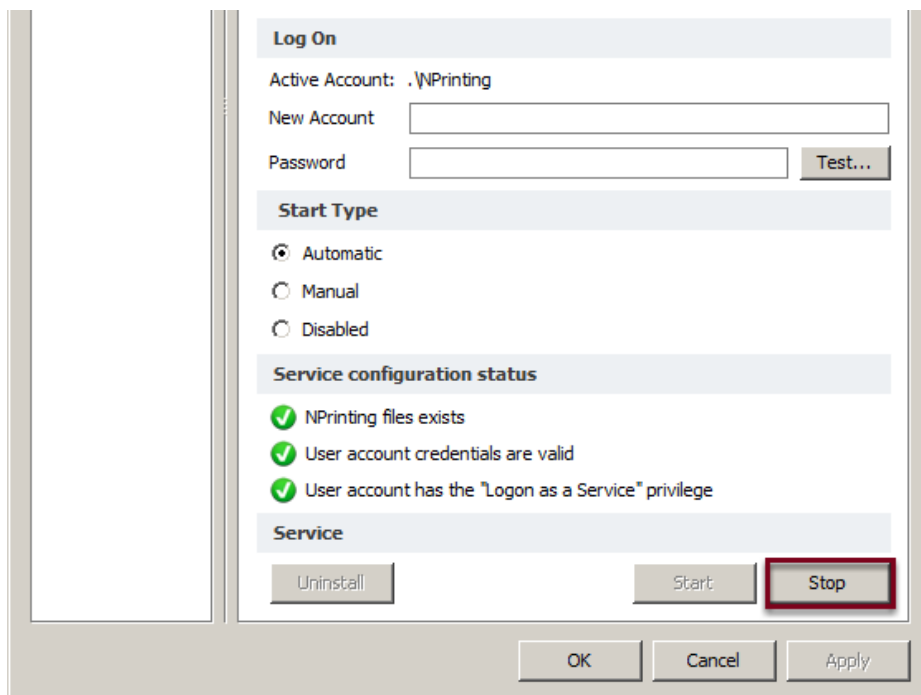 Log On
Active Account: .\NPrinting
New Account
Password Test...
Start Type
Automatic
Manual
Disabled
Service configuration status
NPrinting files exists
User account credentials are valid
User account has the "Logon as a Service" privilege
Service
Uninstall Start Stop
OK Cancel Apply